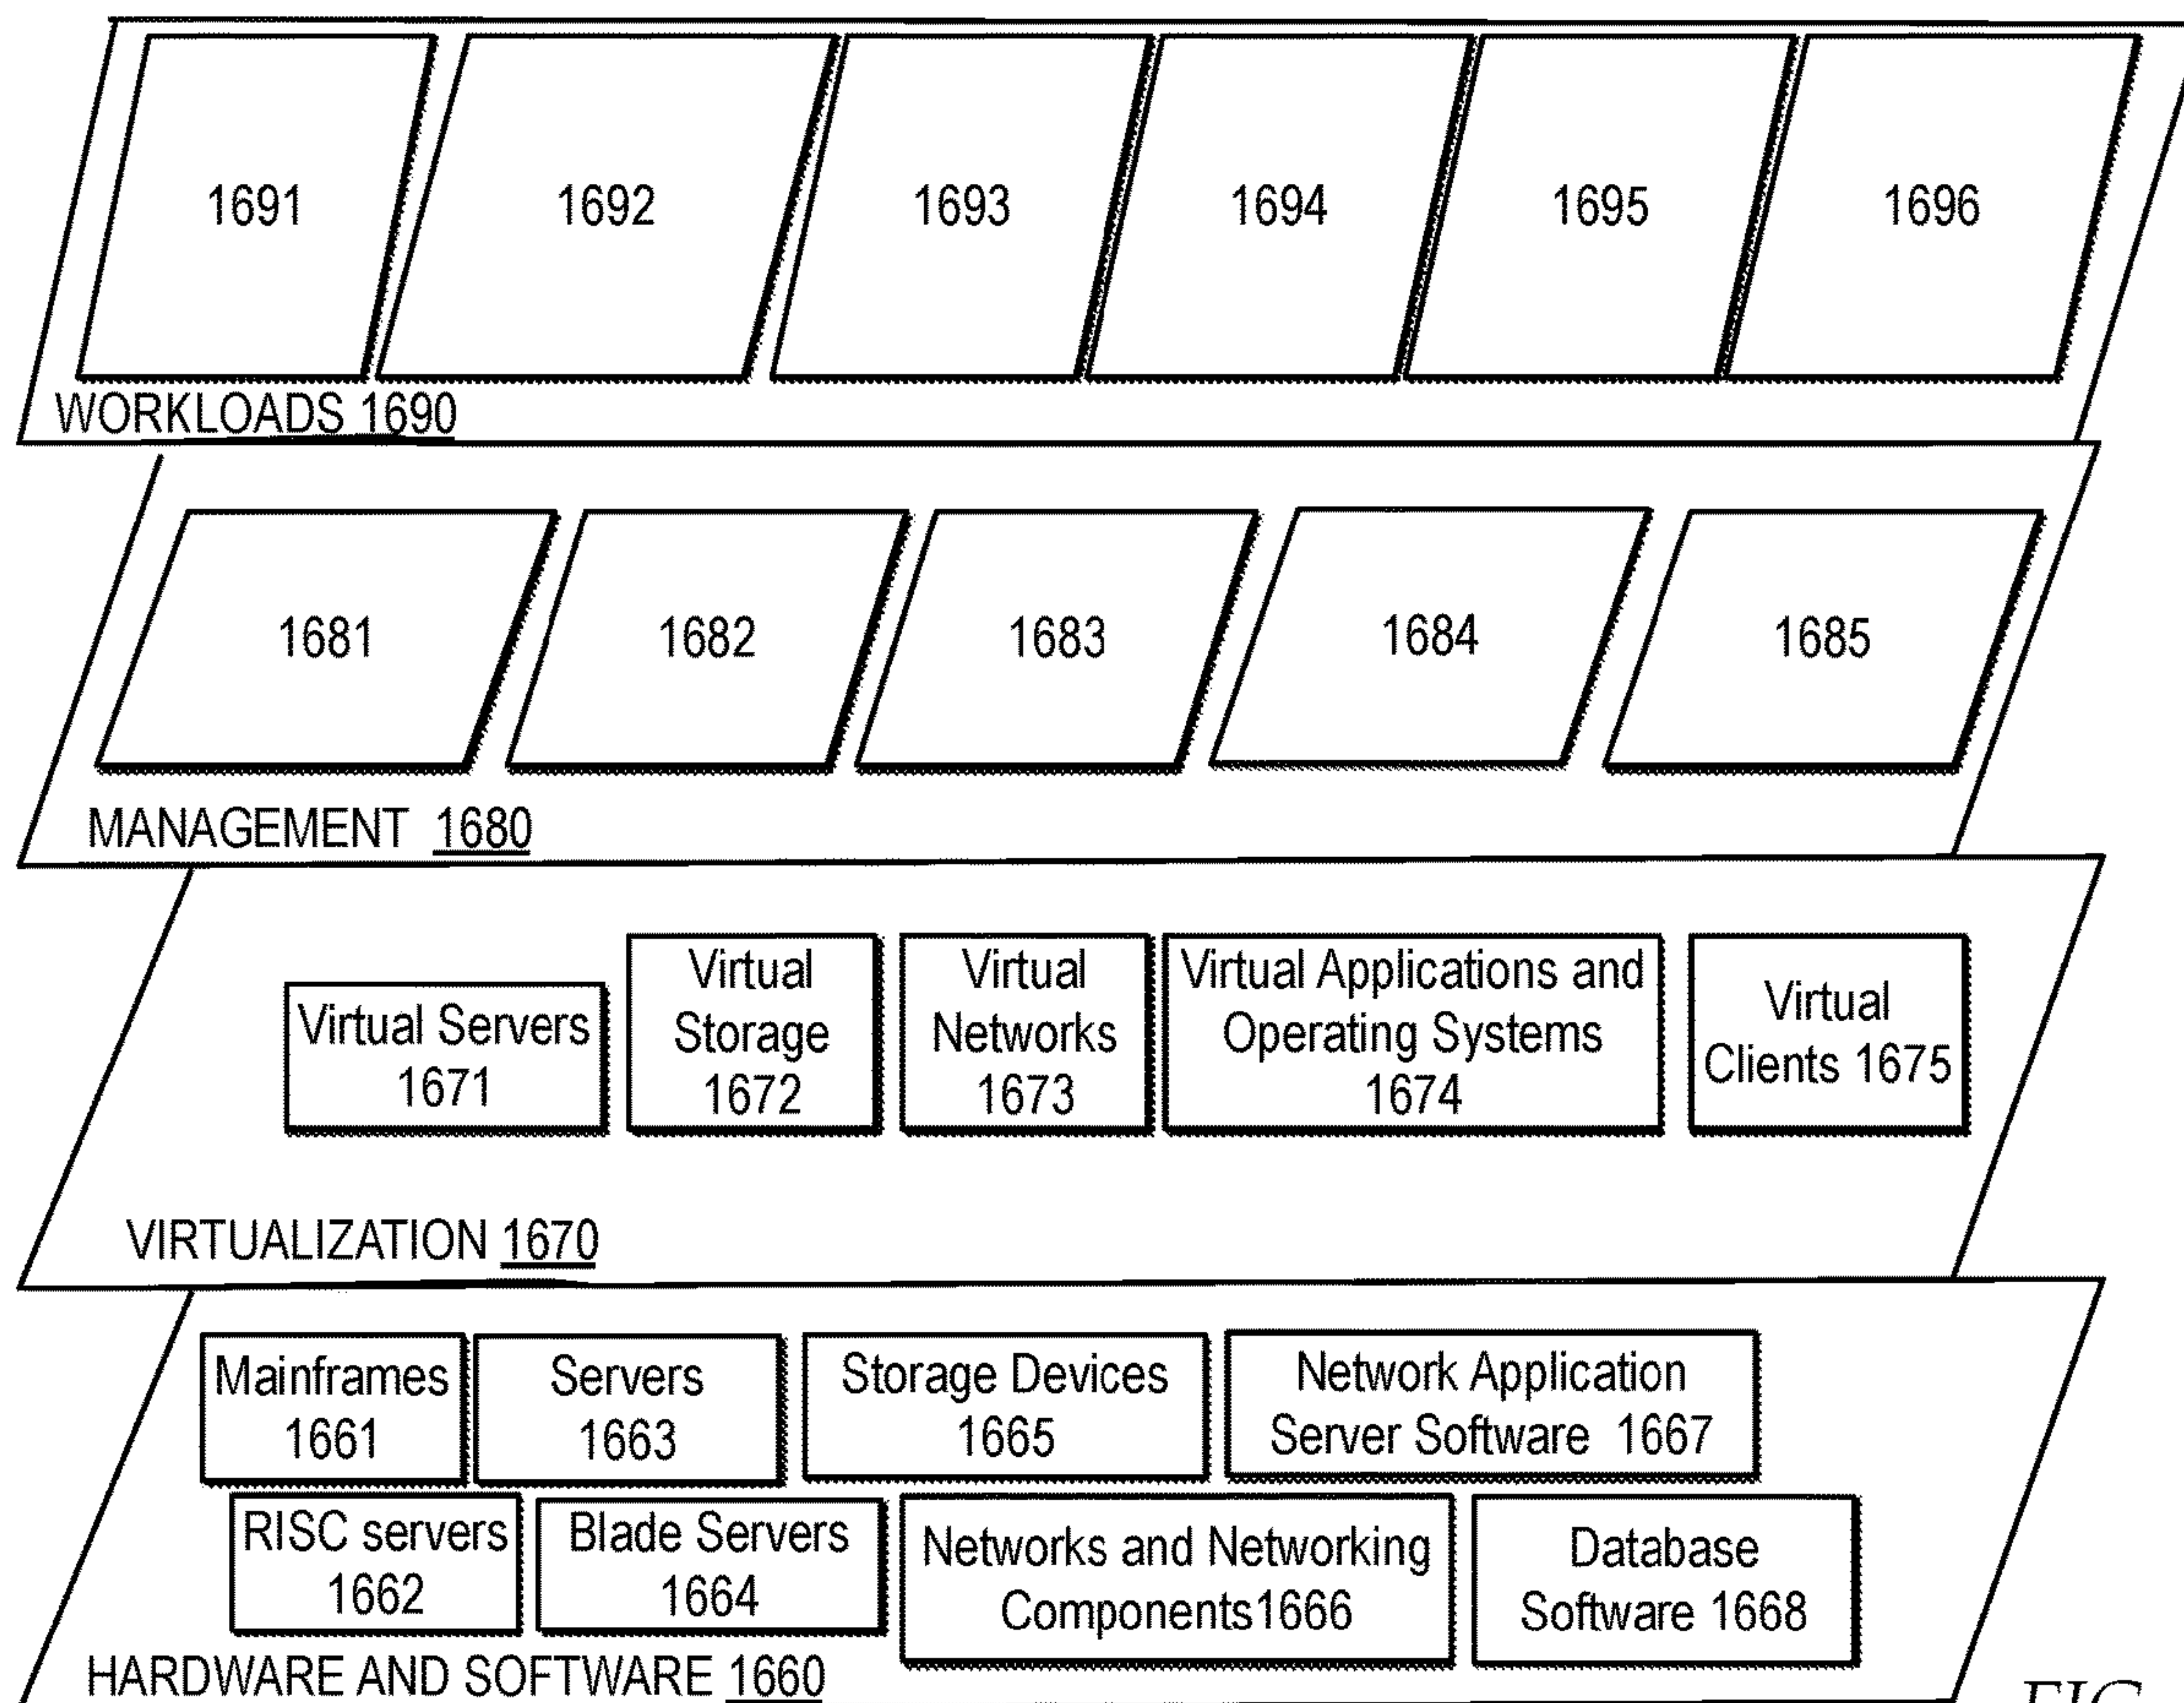 1691 1692 1693 1694 1695 1696
WORKLOADS 1690
1681 1682 1683 1684 1685
MANAGEMENT 1680
Virtual Servers
1671
Virtual
Storage
1672
Virtual
Networks
1673
Virtual Applications and
Operating Systems
1674
Virtual
Clients 1675
VIRTUALIZATION 1670
Mainframes
1661
Servers
1663
Storage Devices
1665
Network Application
Server Software 1667
RISC servers
1662
Blade Servers
1664
Networks and Networking
Components1666
Database
Software 1668
HARDWARE AND SOFTWARE 1660
FIG